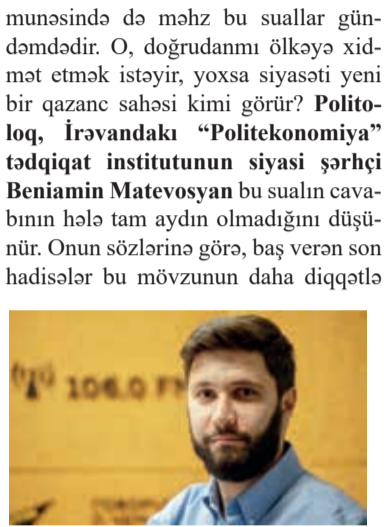 munəsində də məhz bu suallar gün-
dəmdədir. O, doğrudanmı ölkəyə xid-
mət etmək istəyir, yoxsa siyasəti yeni
bir qazanc sahəsi kimi görür? Polito-
loq, İrəvandakı “Politekonomiya”
tədqiqat institutunun siyasi şərhçi
Beniamin Matevosyan bu sualın cava-
bının hələ tam aydın olmadığını düşü-
nür. Onun sözlərinə görə, baş verən son
hadisələr bu mövzunun daha diqqətlə
106.0 FM